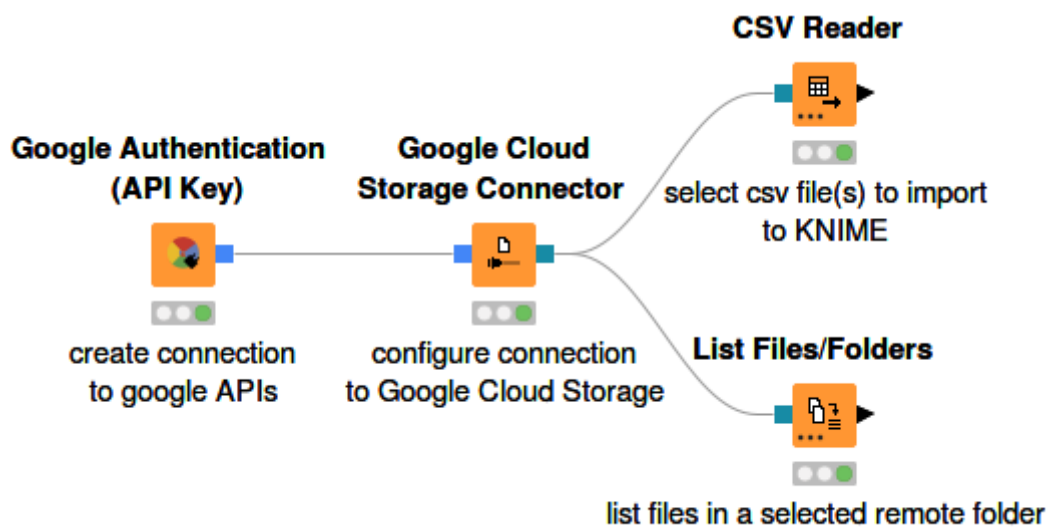 CSV Reader
select csv file(s) to import
to KNIME
Google Authentication
(API Key)
create connection
to google APIs
Google Cloud
Storage Connector
configure connection
to Google Cloud Storage
List Files/Folders
list files in a selected remote folder